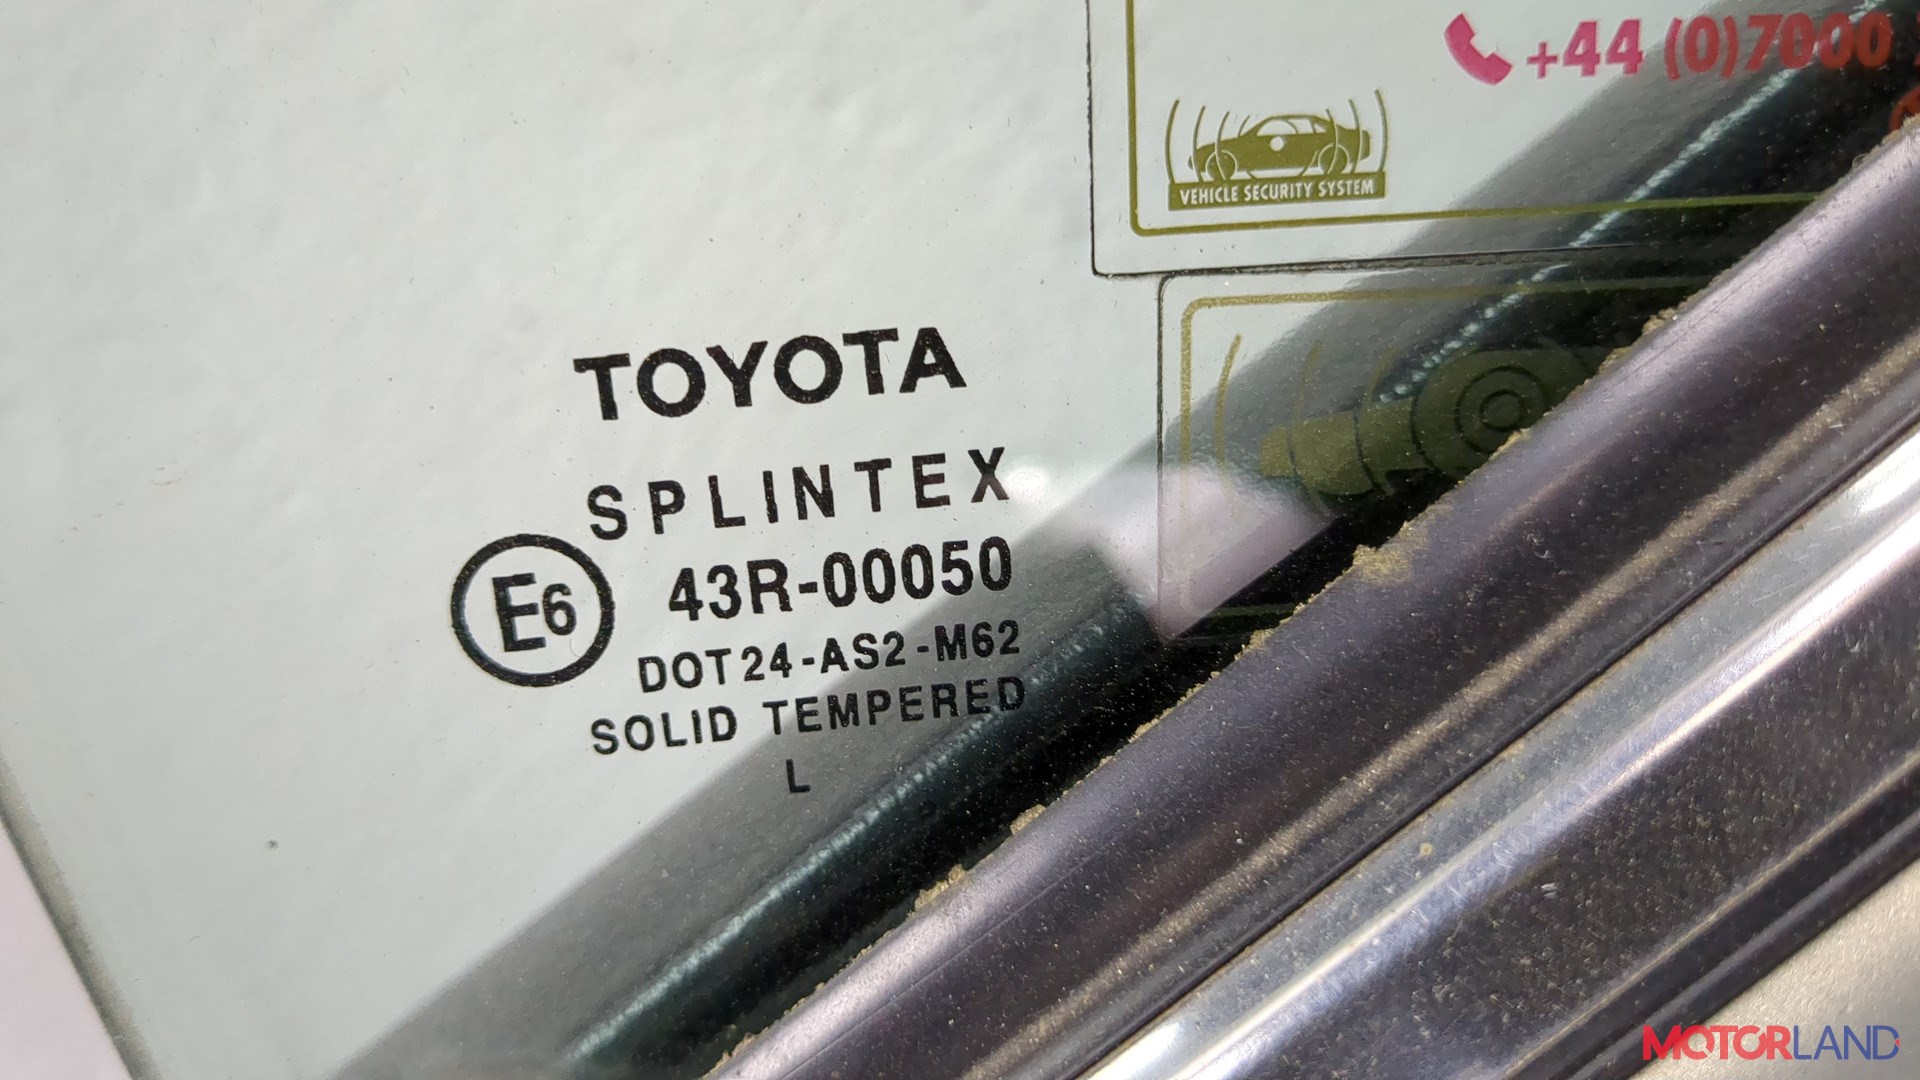 +44 (0)7000
VEHICLE SECURITY SYSTEM
TOYOTA
SPLINTEX
E6
43R-00050
DOT24-AS2-M62
SOLID TEMPERED
L
MOTORLAND